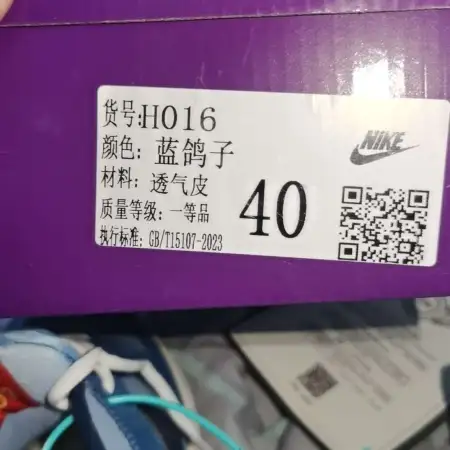 货号:H016
颜色: 蓝鸽子
材料: 透气皮
质量等级: 一等品
执行标准: GB/T15107-2023
40
NIKE